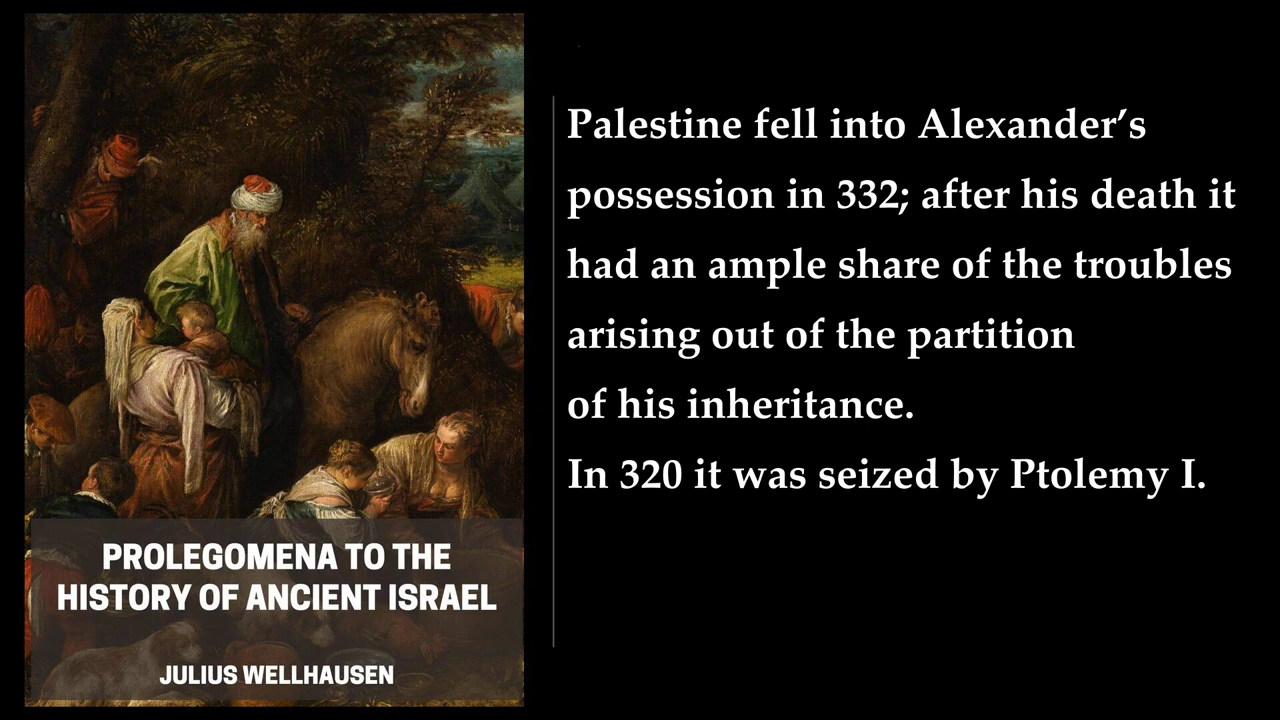 Palestine fell into Alexander’s
possession in 332; after his death it
had an ample share of the troubles
arising out of the partition
of his inheritance.
In 320 it was seized by Ptolemy I.
PROLEGOMENA TO THE
HISTORY OF ANCIENT ISRAEL
JULIUS WELLHAUSEN